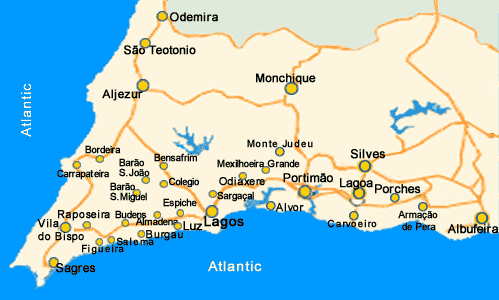 Odemira
São Teotonio
Monchique
Aljezur
Atlantic
Monte Judeu
Bordeira
Bensafrim
Mexilhoeira Grande
Silves
Barão
S.João
Carrapateira
Odiaxere
Portimão
Colegio
Lagoa
Porches
Barão
S.Miguel
Sargaçal
Alvor
Armação
de Pera
Espiche
Raposeira
Budens
Almadena
Lagos
Carvoeiro
Albufeira
Vila
do Bispo
Luz
Burgau
Salema
Figueira
Sagres
Atlantic